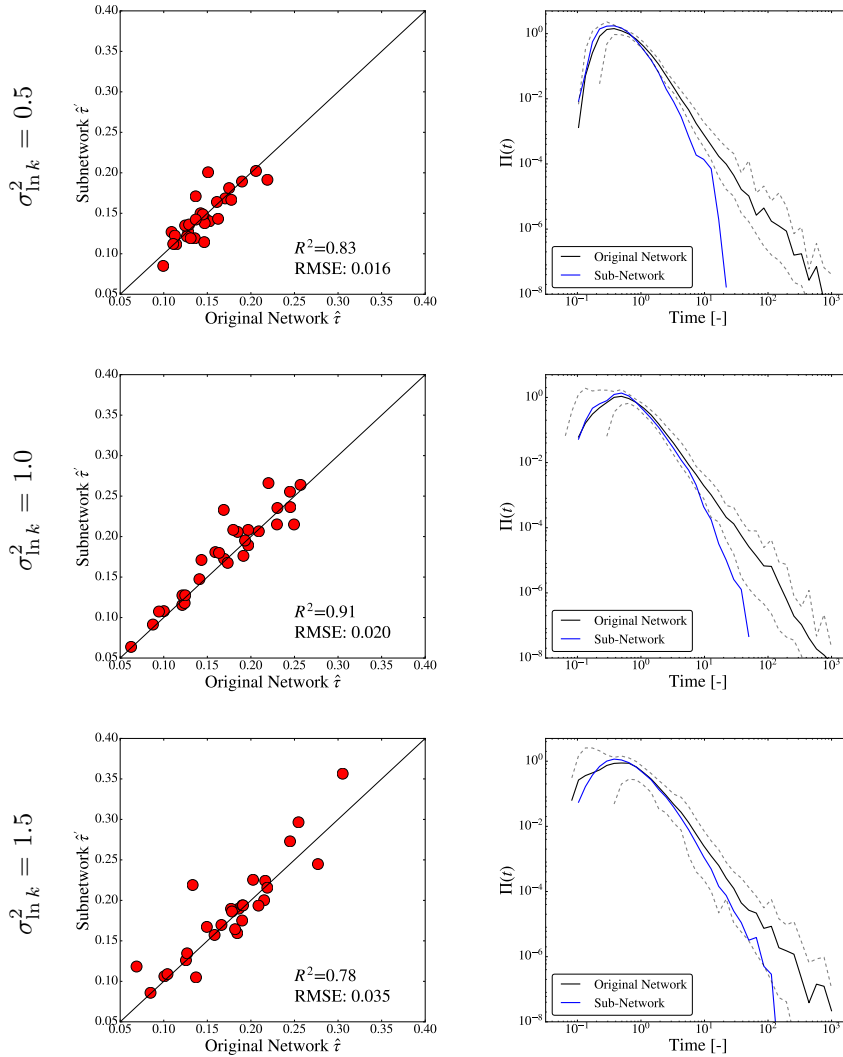 σ²ₗₙ ₖ = 0.5
0.40
0.35
0.30
0.25
0.20
0.15
0.10
0.05
Subnetwork τ̂′
R²=0.83
RMSE: 0.016
0.05 0.10 0.15 0.20 0.25 0.30 0.35 0.40
Original Network τ̂
10⁰
10⁻²
10⁻⁴
10⁻⁶
10⁻⁸
Π(t)
Original Network
Sub-Network
10⁻¹ 10⁰ 10¹ 10² 10³
Time [-]
σ²ₗₙ ₖ = 1.0
0.40
0.35
0.30
0.25
0.20
0.15
0.10
0.05
Subnetwork τ̂′
R²=0.91
RMSE: 0.020
0.05 0.10 0.15 0.20 0.25 0.30 0.35 0.40
Original Network τ̂
10⁰
10⁻²
10⁻⁴
10⁻⁶
10⁻⁸
Π(t)
Original Network
Sub-Network
10⁻¹ 10⁰ 10¹ 10² 10³
Time [-]
σ²ₗₙ ₖ = 1.5
0.40
0.35
0.30
0.25
0.20
0.15
0.10
0.05
Subnetwork τ̂′
R²=0.78
RMSE: 0.035
0.05 0.10 0.15 0.20 0.25 0.30 0.35 0.40
Original Network τ̂
10⁰
10⁻²
10⁻⁴
10⁻⁶
10⁻⁸
Π(t)
Original Network
Sub-Network
10⁻¹ 10⁰ 10¹ 10² 10³
Time [-]